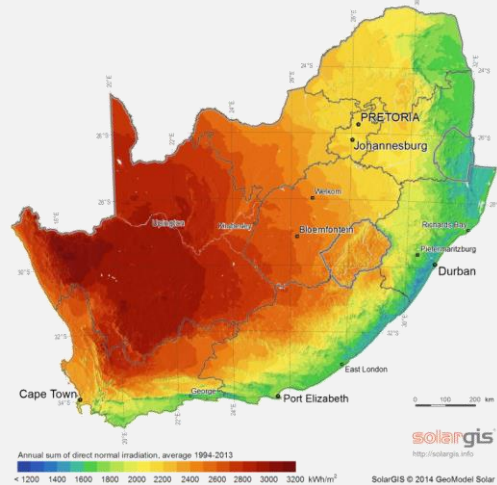 PRETORIA
Johannesburg
Welkom
Upington
Kimberley
Bloemfontein
Richards Bay
Pietermaritzburg
Durban
East London
Cape Town
George
Port Elizabeth
0 100 200 km
solargis
http://solargis.info
Annual sum of direct normal irradiation, average 1994-2013
< 1200 1400 1600 1800 2000 2200 2400 2600 2800 3000 3200 kWh/m²
SolarGIS © 2014 GeoModel Solar